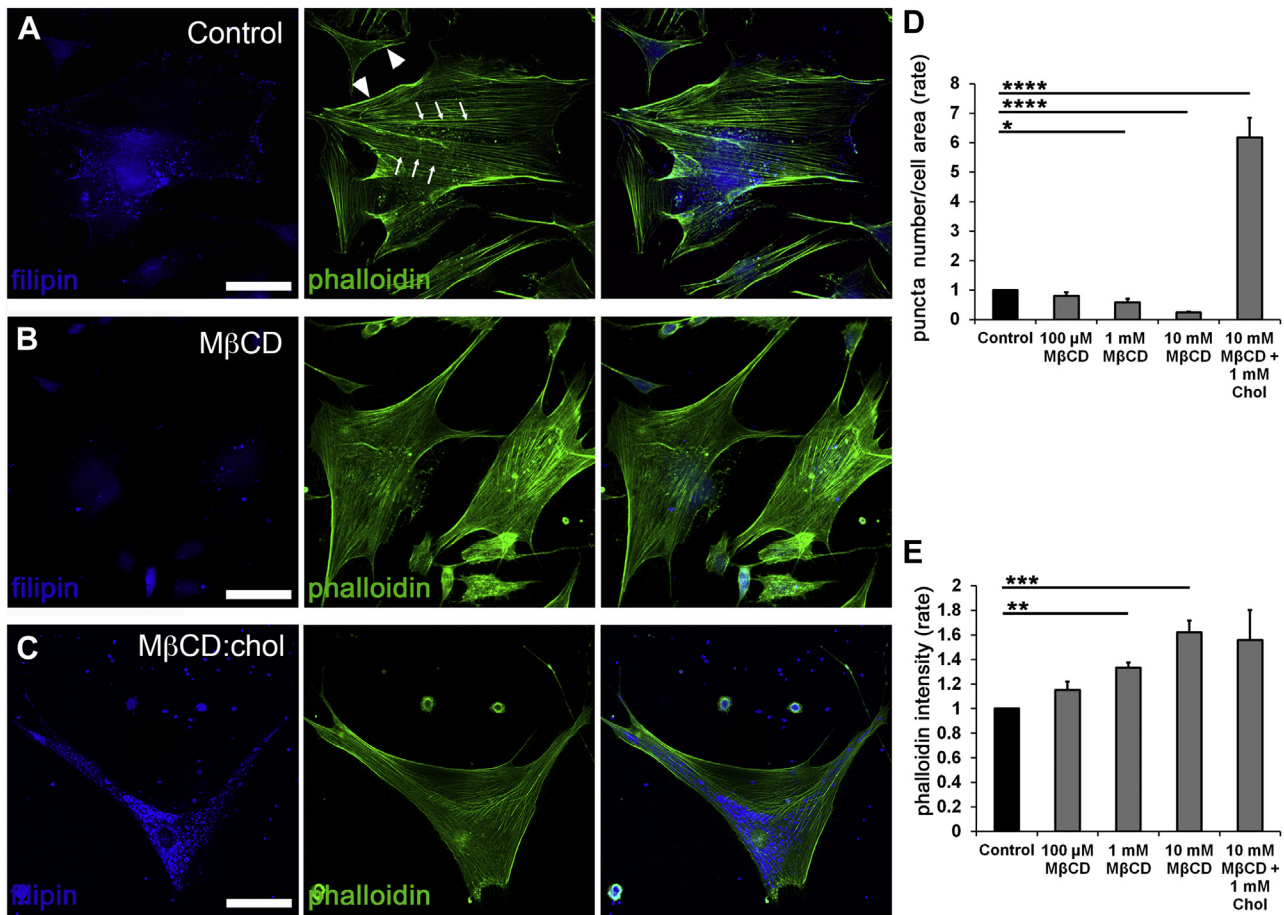 A
Control
filipin
phalloidin
B
MβCD
filipin
phalloidin
C
MβCD:chol
filipin
phalloidin
D
puncta number/cell area (rate)
8
7
6
5
4
3
2
1
0
****
****
*
Control
100 µM
MβCD
1 mM
MβCD
10 mM
MβCD
10 mM
MβCD +
1 mM
Chol
E
phalloidin intensity (rate)
2
1.8
1.6
1.4
1.2
1
0.8
0.6
0.4
0.2
0
***
**
Control
100 µM
MβCD
1 mM
MβCD
10 mM
MβCD
10 mM
MβCD +
1 mM
Chol